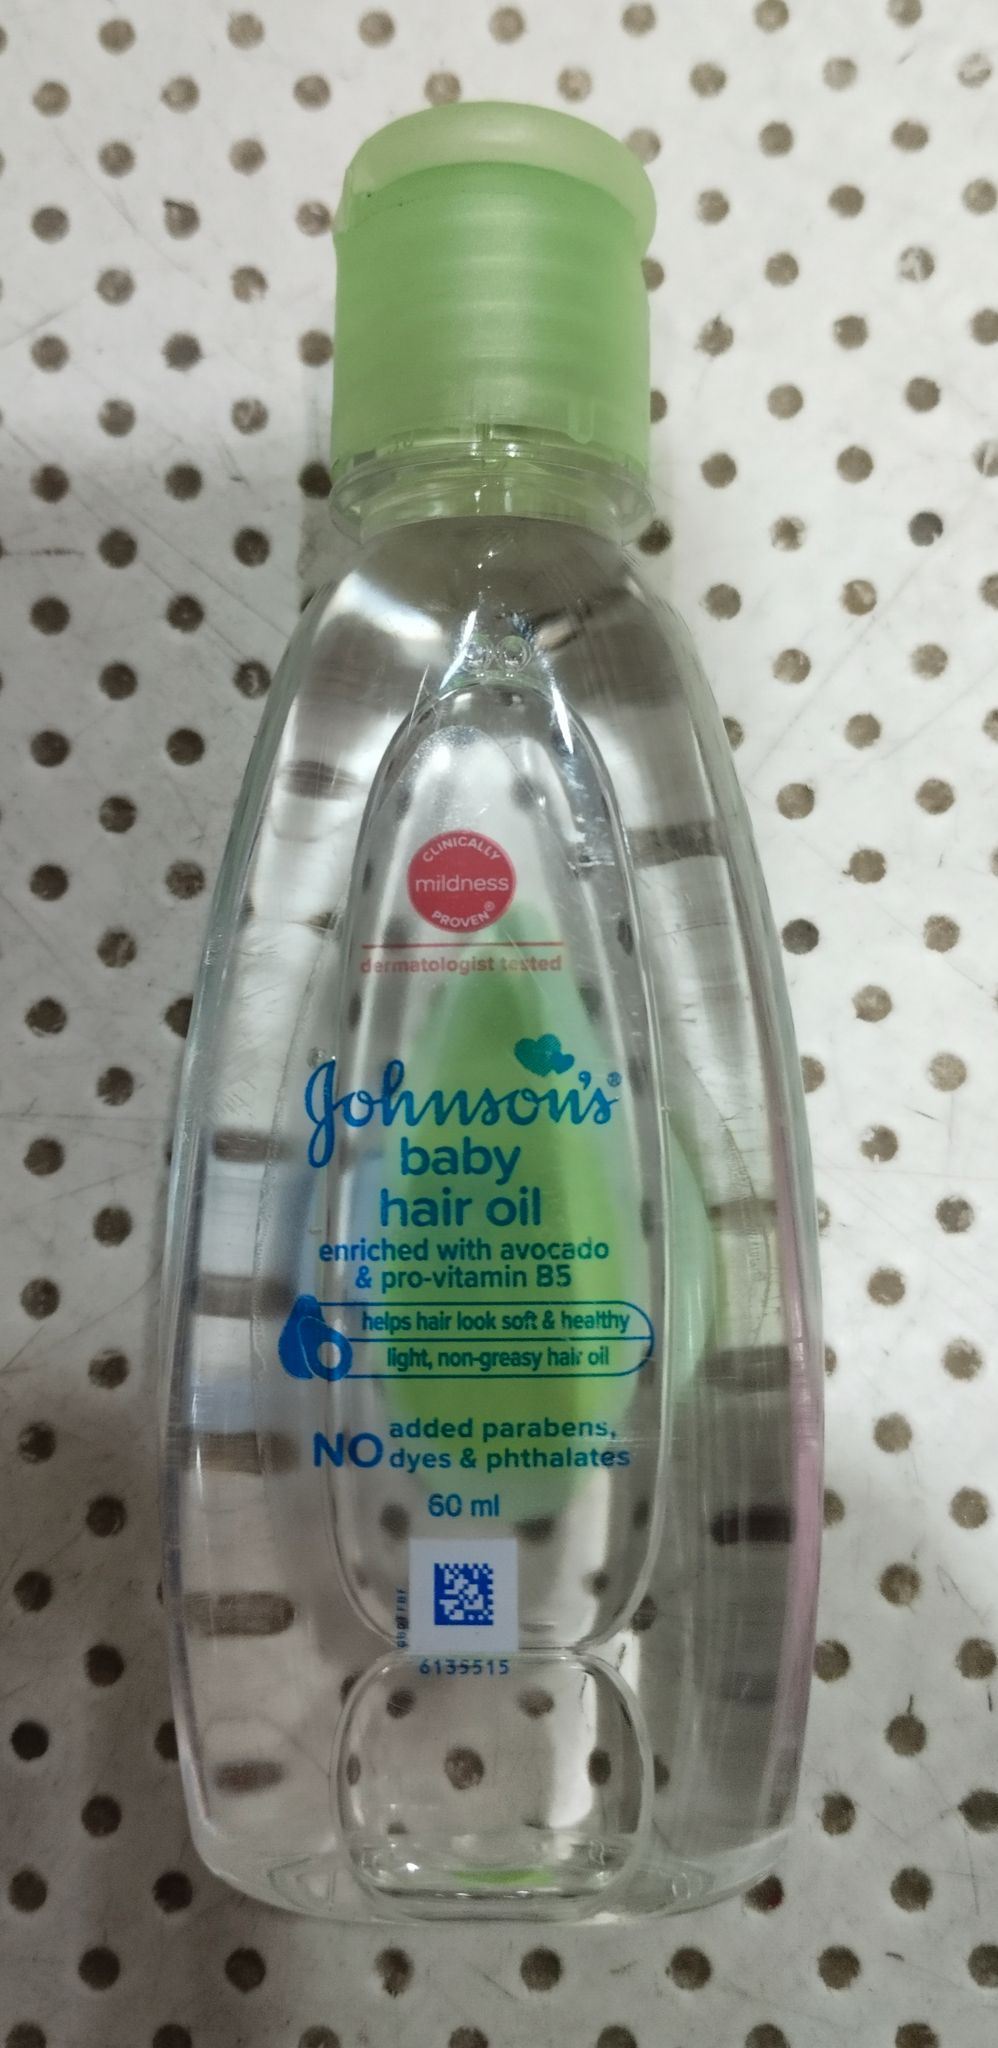 CLINICALLY
mildness
PROVEN®
dermatologist tested
Johnson's®
baby
hair oil
enriched with avocado
& pro-vitamin B5
helps hair look soft & healthy
light, non-greasy hair oil
NO added parabens,
dyes & phthalates
60 ml
6135515